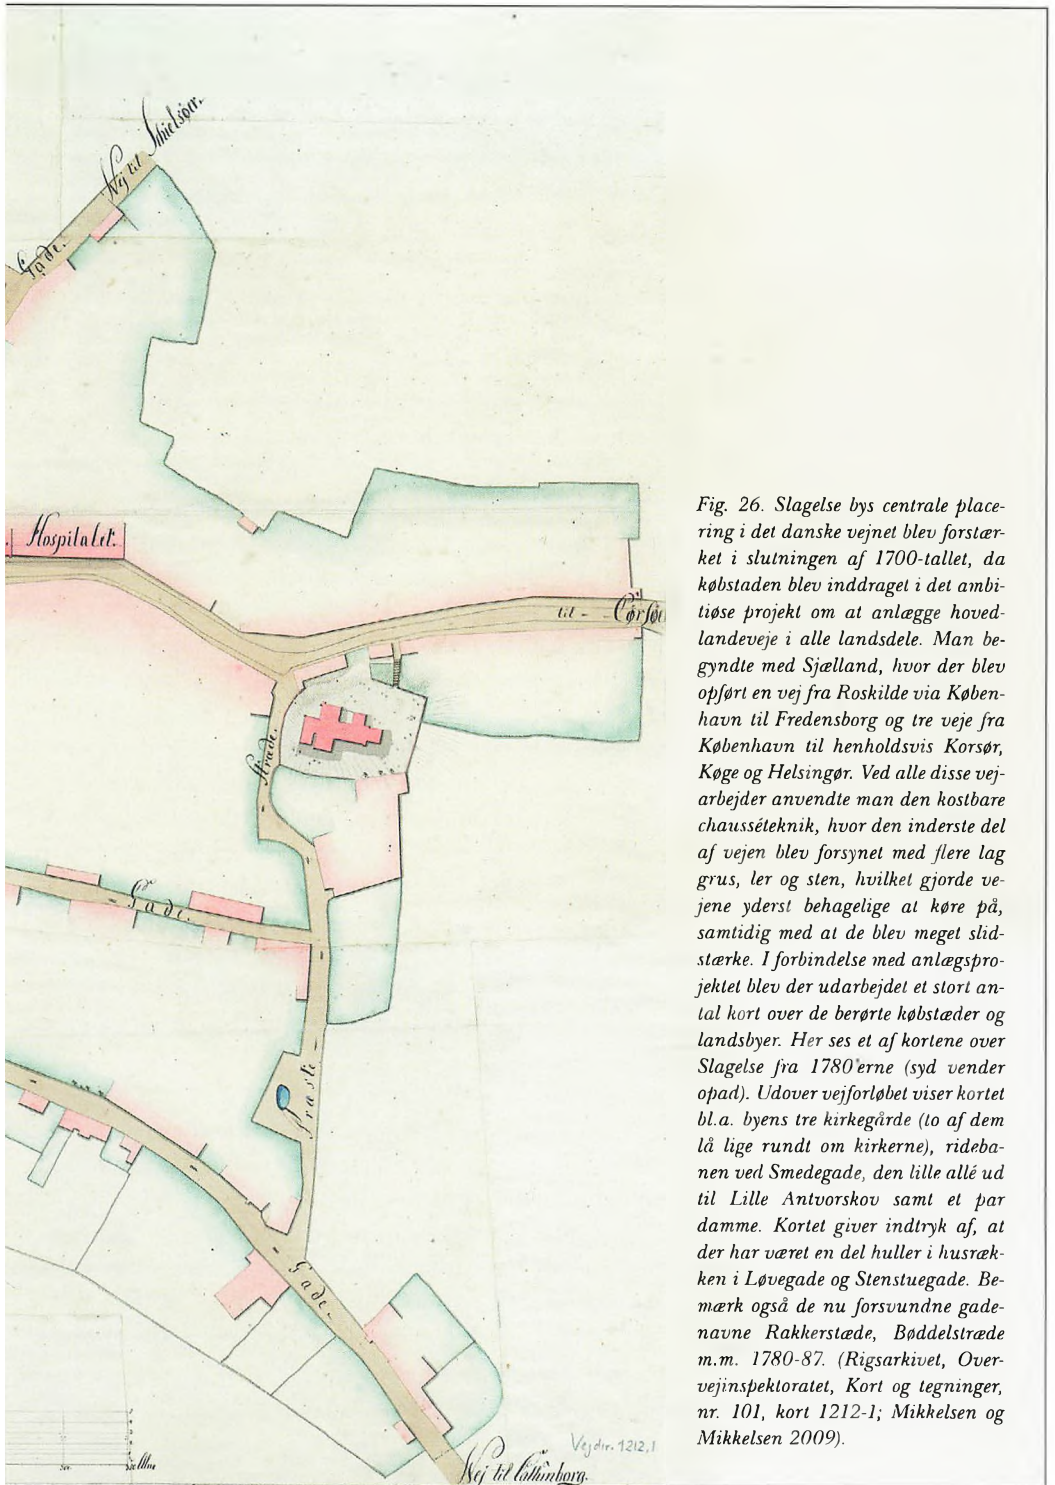 Vej til Schielsöer.
Gade.
Hospitalet.
til - Cörsöe
Stræde.
Gade.
Præste
Gade.
Vejdir. 1212,1
Vej til Callunborg.
Fig. 26. Slagelse bys centrale place-
ring i det danske vejnet blev forstær-
ket i slutningen af 1700-tallet, da
købstaden blev inddraget i det ambi-
tiøse projekt om at anlægge hoved-
landeveje i alle landsdele. Man be-
gyndte med Sjælland, hvor der blev
opført en vej fra Roskilde via Køben-
havn til Fredensborg og tre veje fra
København til henholdsvis Korsør,
Køge og Helsingør. Ved alle disse vej-
arbejder anvendte man den kostbare
chausséteknik, hvor den inderste del
af vejen blev forsynet med flere lag
grus, ler og sten, hvilket gjorde ve-
jene yderst behagelige at køre på,
samtidig med at de blev meget slid-
stærke. I forbindelse med anlægspro-
jektet blev der udarbejdet et stort an-
tal kort over de berørte købstæder og
landsbyer. Her ses et af kortene over
Slagelse fra 1780'erne (syd vender
opad). Udover vejforløbet viser kortet
bl.a. byens tre kirkegårde (to af dem
lå lige rundt om kirkerne), rideba-
nen ved Smedegade, den lille allé ud
til Lille Antvorskov samt et par
damme. Kortet giver indtryk af, at
der har været en del huller i husræk-
ken i Løvegade og Stenstuegade. Be-
mærk også de nu forsvundne gade-
navne Rakkerstæde, Bøddelstræde
m.m. 1780-87. (Rigsarkivet, Over-
vejinspektoratet, Kort og tegninger,
nr. 101, kort 1212-1; Mikkelsen og
Mikkelsen 2009).